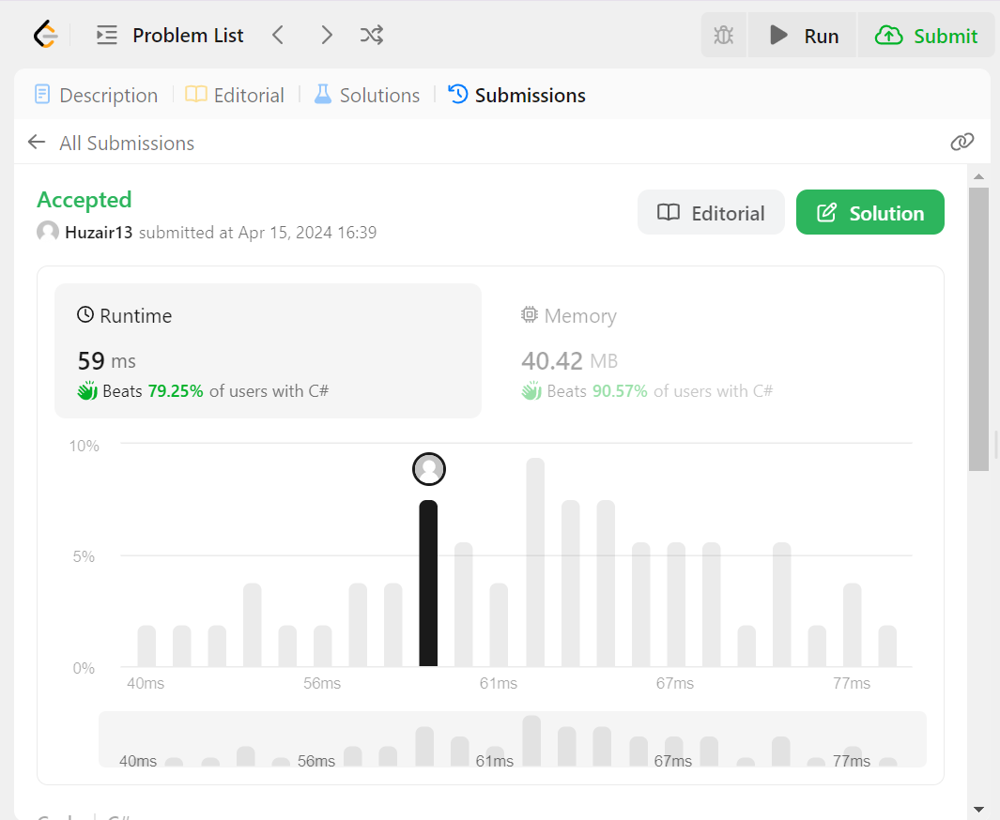 Problem List
Run
Submit
Description
Editorial
Solutions
Submissions
All Submissions
Accepted
Huzair13 submitted at Apr 15, 2024 16:39
Editorial
Solution
Runtime
59 ms
Beats 79.25% of users with C#
Memory
40.42 MB
Beats 90.57% of users with C#
10%
5%
0%
40ms 56ms 61ms 67ms 77ms
40ms 56ms 61ms 67ms 77ms